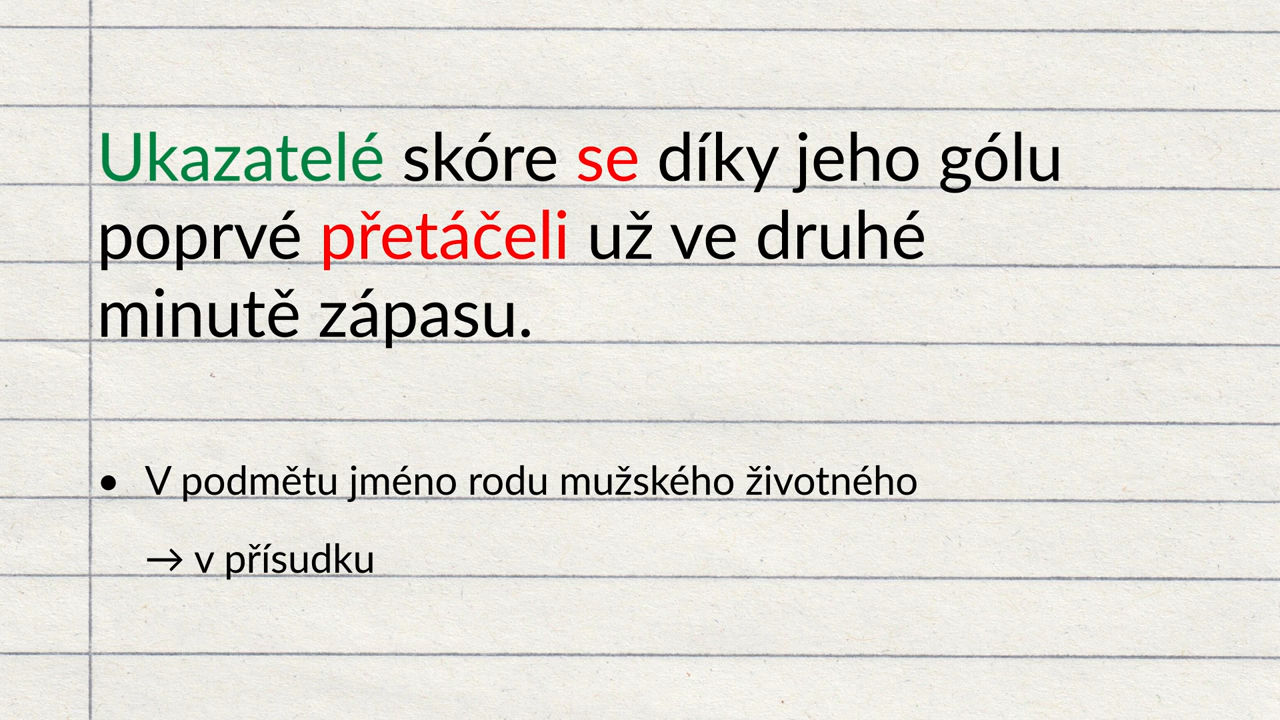 Ukazatelé skóre se díky jeho gólu
poprvé přetáčeli už ve druhé
minutě zápasu.
• V podmětu jméno rodu mužského životného
→ v přísudku